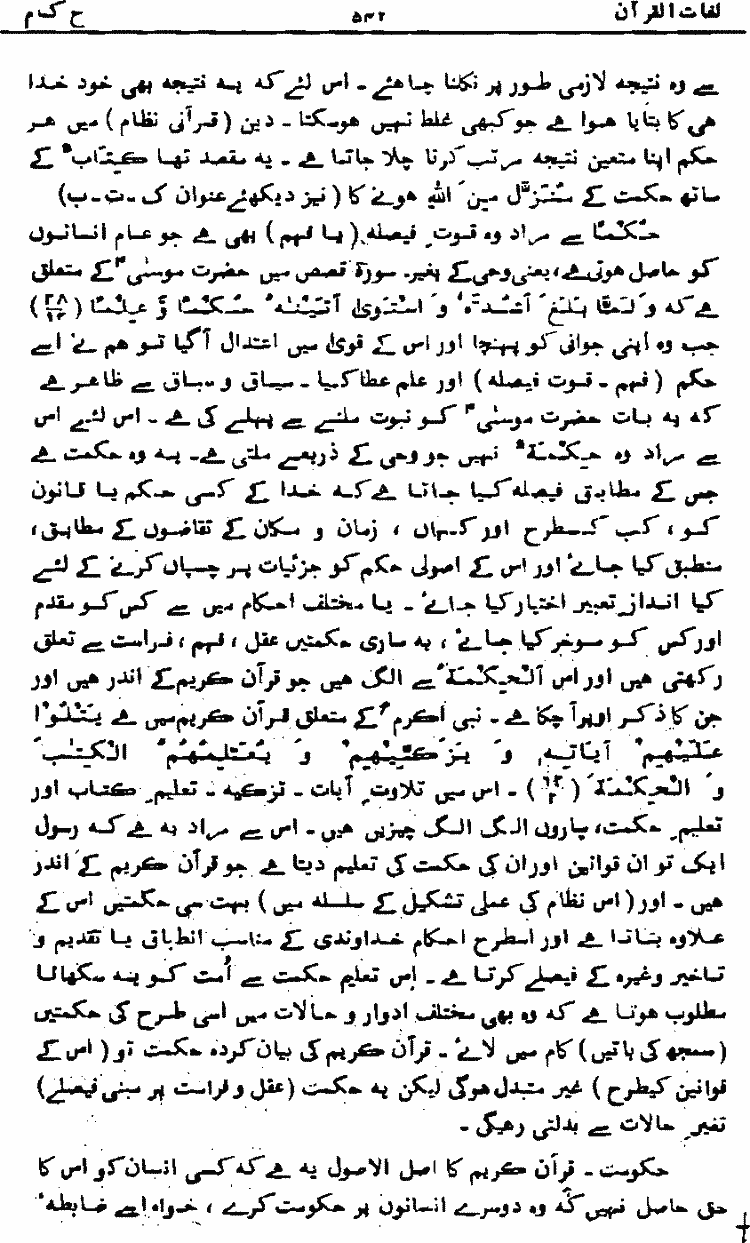 لغات القرآن ۵۴۲ ح ک م
سے وہ نتیجہ لازمی طور پر نکلنا چاہئے ۔ اس لئے کہ یہ نتیجہ بھی خود خدا
ہی کا بتایا ہوا ہے جو کبھی غلط نہیں ہوسکتا ۔ دین (قرآنی نظام) میں ہر
حکم اپنا متعین نتیجہ مرتب کرتا چلا جاتا ہے ۔ یہ مقصد تھا کِتَابٌ کے
ساتھ حکمت کے مُنَزَّل مِنَ اللہِ ہونے کا (نیز دیکھئے عنوان ک ۔ ت ۔ ب)
حُکْمًا سے مراد وہ قوتِ فیصلہ (یا فہم) بھی ہے جو عام انسانوں
کو حاصل ہوتی ہے، یعنی وحی کے بغیر۔ سورۃ قصص میں حضرت موسیٰؑ کے متعلق
ہے کہ وَ لَمَّا بَلَغَ اَشُدَّہٗ وَ اسْتَوٰیٓ اٰتَیْنٰہُ حُکْمًا وَّ عِلْمًا (۲۸/۱۴)
جب وہ اپنی جوانی کو پہنچا اور اس کے قویٰ میں اعتدال آگیا تو ہم نے اسے
حکم (فہم ۔ قوت فیصلہ) اور علم عطا کیا ۔ سیاق و سباق سے ظاہر ہے
کہ یہ بات حضرت موسیٰؑ کو نبوت ملنے سے پہلے کی ہے ۔ اس لئے اس
سے مراد وہ حِکْمَۃٌ نہیں جو وحی کے ذریعے ملتی ہے۔ یہ وہ حکمت ہے
جس کے مطابق فیصلہ کیا جاتا ہے کہ خدا کے کسی حکم یا قانون
کو ، کب کسطرح اور کہاں ، زمان و مکان کے تقاضوں کے مطابق ،
منطبق کیا جائے اور اس کے اصولی حکم کو جزئیات پر چسپاں کرنے کے لئے
کیا اندازِ تعبیر اختیار کیا جائے ۔ یا مختلف احکام میں سے کس کو مقدم
اور کس کو موخر کیا جائے ، یہ ساری حکمتیں عقل ، فہم ، فراست سے تعلق
رکھتی ہیں اور اس اَلْحِکْمَۃَ سے الگ ہیں جو قرآن کریم کے اندر ہیں اور
جن کا ذکر اوپر آ چکا ہے ۔ نبی اکرمؐ کے متعلق قرآن کریم میں ہے یَتْلُوْا
عَلَیْھِمْ اٰیَاتِہٖ وَ یُزَکِّیْھِمْ وَ یُعَلِّمُھُمُ الْکِتٰبَ
وَ الْحِکْمَۃَ (۶۲/۲) ۔ اس میں تلاوتِ آیات ۔ تزکیہ ۔ تعلیمِ کتاب اور
تعلیمِ حکمت، چاروں الگ الگ چیزیں ہیں ۔ اس سے مراد یہ ہے کہ رسول
ایک تو ان قوانین اور ان کی حکمت کی تعلیم دیتا ہے جو قرآن کریم کے اندر
ہیں ۔ اور (اس نظام کی عملی تشکیل کے سلسلہ میں) بہت سی حکمتیں اس کے
علاوہ بتاتا ہے اور اسطرح احکام خداوندی کے مناسب انطباق یا تقدیم و
تاخیر وغیرہ کے فیصلے کرتا ہے ۔ اِس تعلیم حکمت سے اُمت کو یہ سکھانا
مطلوب ہوتا ہے کہ وہ بھی مختلف ادوار و حالات میں اسی طرح کی حکمتیں
(سمجھ کی باتیں) کام میں لائے ۔ قرآن کریم کی بیان کردہ حکمت تو (اس کے
قوانین کیطرح) غیر متبدل ہوگی لیکن یہ حکمت (عقل و فراست پر مبنی فیصلے)
تغیرِ حالات سے بدلتی رہیگی ۔
حکومت ۔ قرآن کریم کا اصل الاصول یہ ہے کہ کسی انسان کو اس کا
حق حاصل نہیں کہ وہ دوسرے انسانوں پر حکومت کرے ، خواہ اسے ضابطہٴ